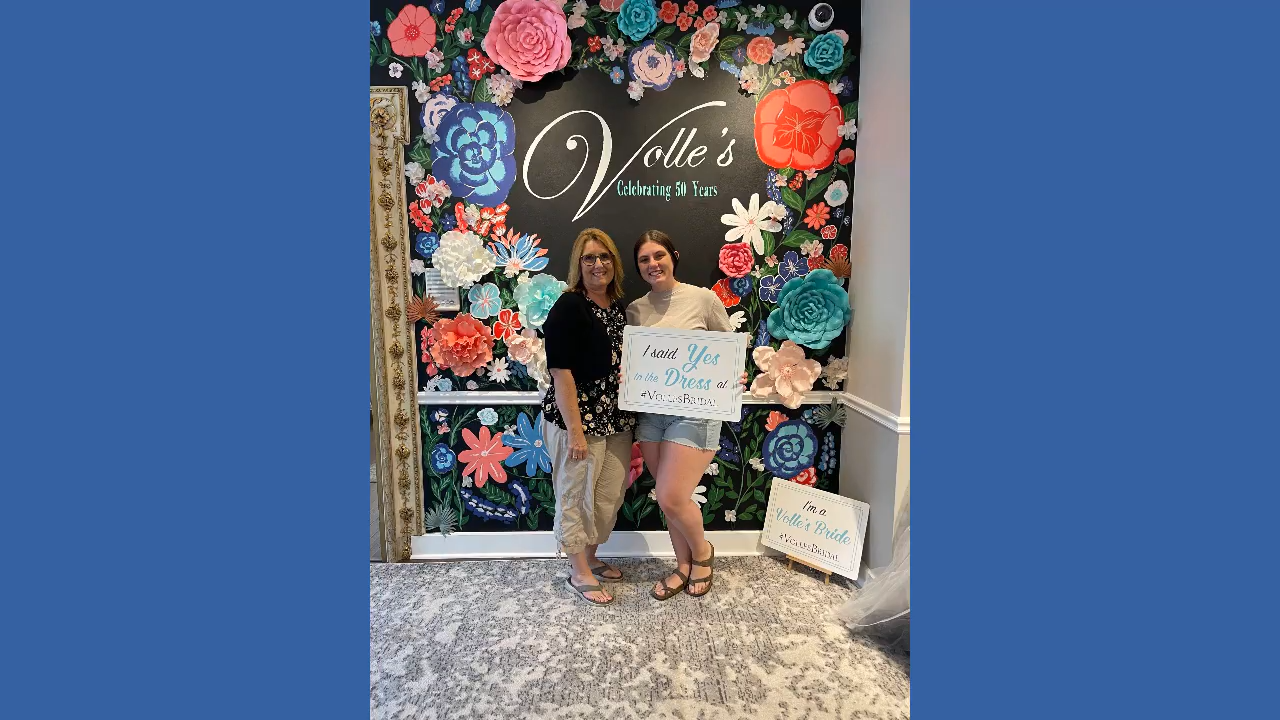 Volle's
Celebrating 50 Years
I said Yes
to the Dress at
#VOLLESBRIDAL
I'm a
Volle's Bride
#VOLLESBRIDAL